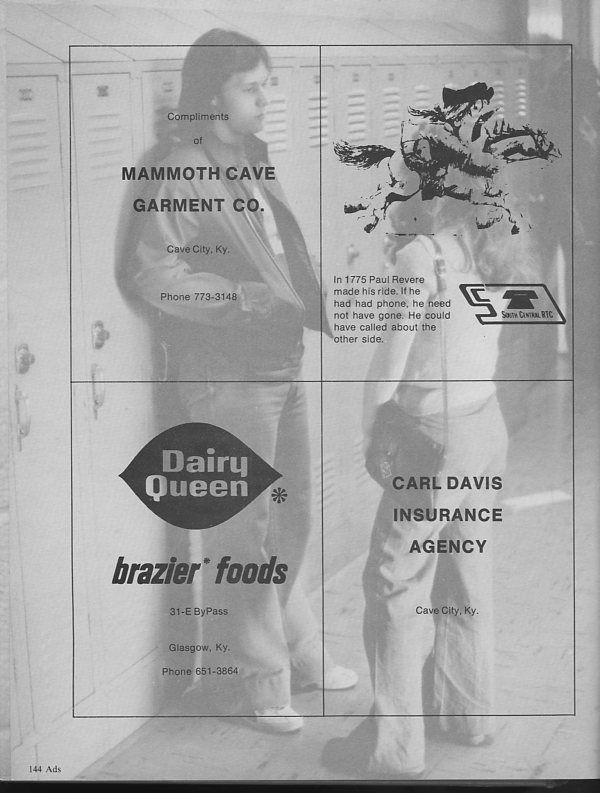 Compliments
of
MAMMOTH CAVE
GARMENT CO.
Cave City, Ky.
Phone 773-3148
In 1775 Paul Revere
made his ride. If he
had had phone, he need
not have gone. He could
have called about the
other side.
SOUTH CENTRAL RTC
Dairy
Queen
brazier* foods
31-E ByPass
Glasgow, Ky.
Phone 651-3864
CARL DAVIS
INSURANCE
AGENCY
Cave City, Ky.
144 Ads